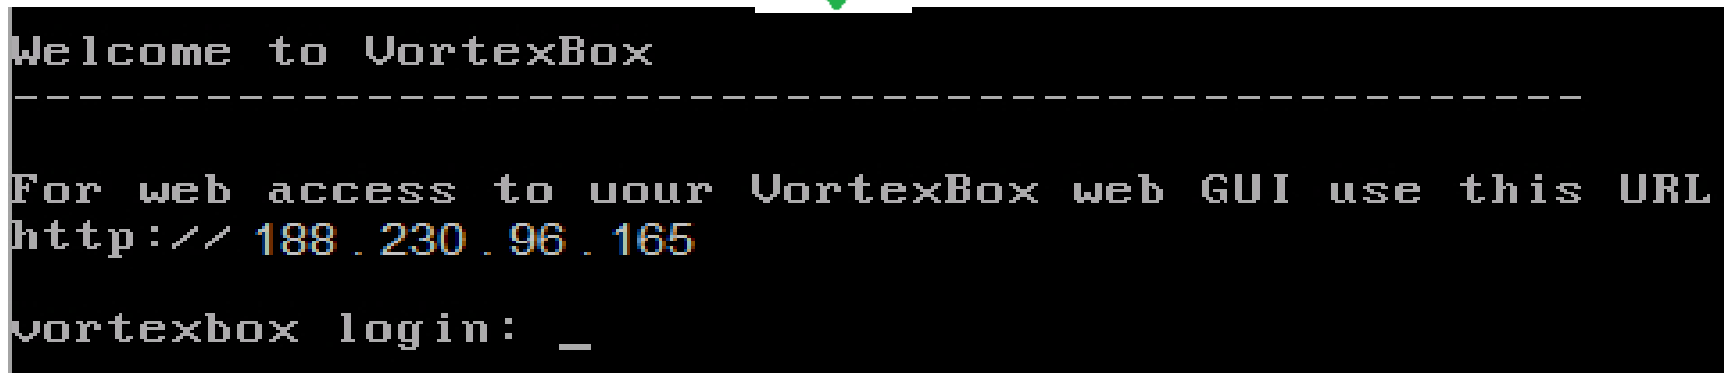 Welcome to VortexBox
-------------------------------------------------
For web access to your VortexBox web GUI use this URL
http:// 188 . 230 . 96 . 165
vortexbox login: _